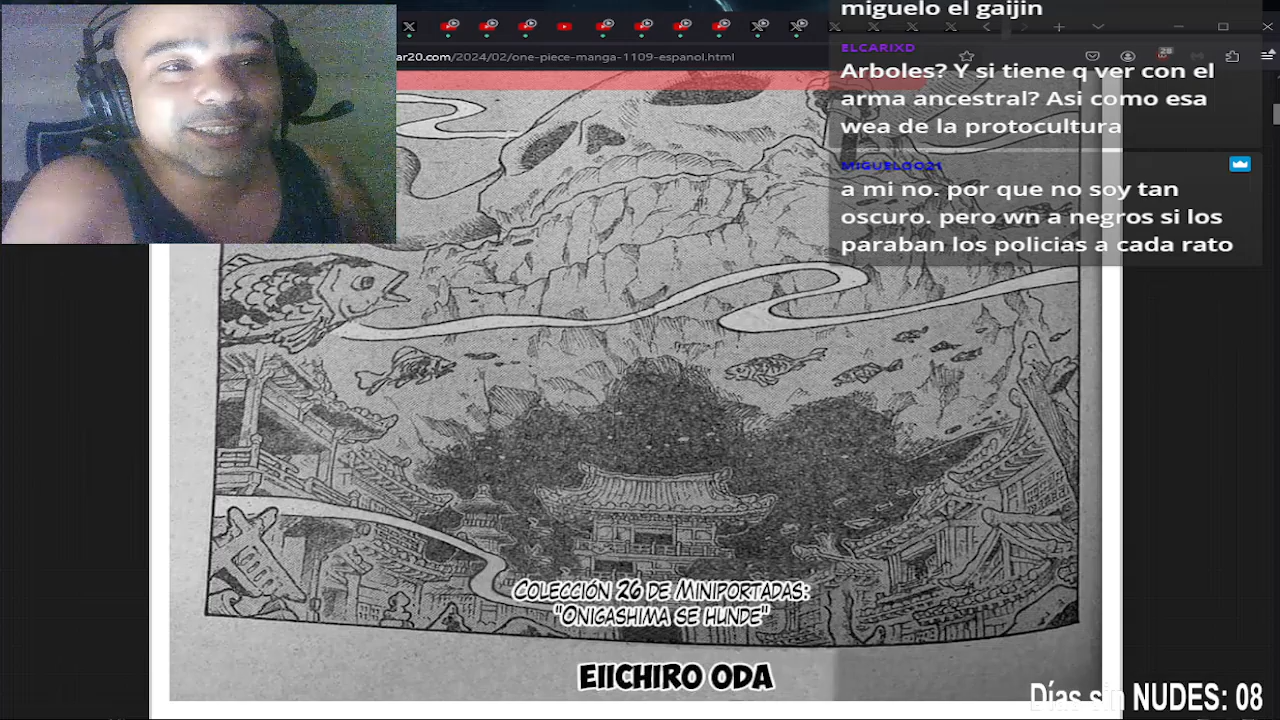 miguelo el gaijin
ar20.com/2024/02/one-piece-manga-1109-espanol.html
28
ELCARIXD
Arboles? Y si tiene q ver con el
arma ancestral? Asi como esa
wea de la protocultura
MIGUELOO21
a mi no. por que no soy tan
oscuro. pero wn a negros si los
paraban los policias a cada rato
COLECCIÓN 26 DE MINIPORTADAS:
"ONIGASHIMA SE HUNDE"
EIICHIRO ODA
Días sin NUDES: 08